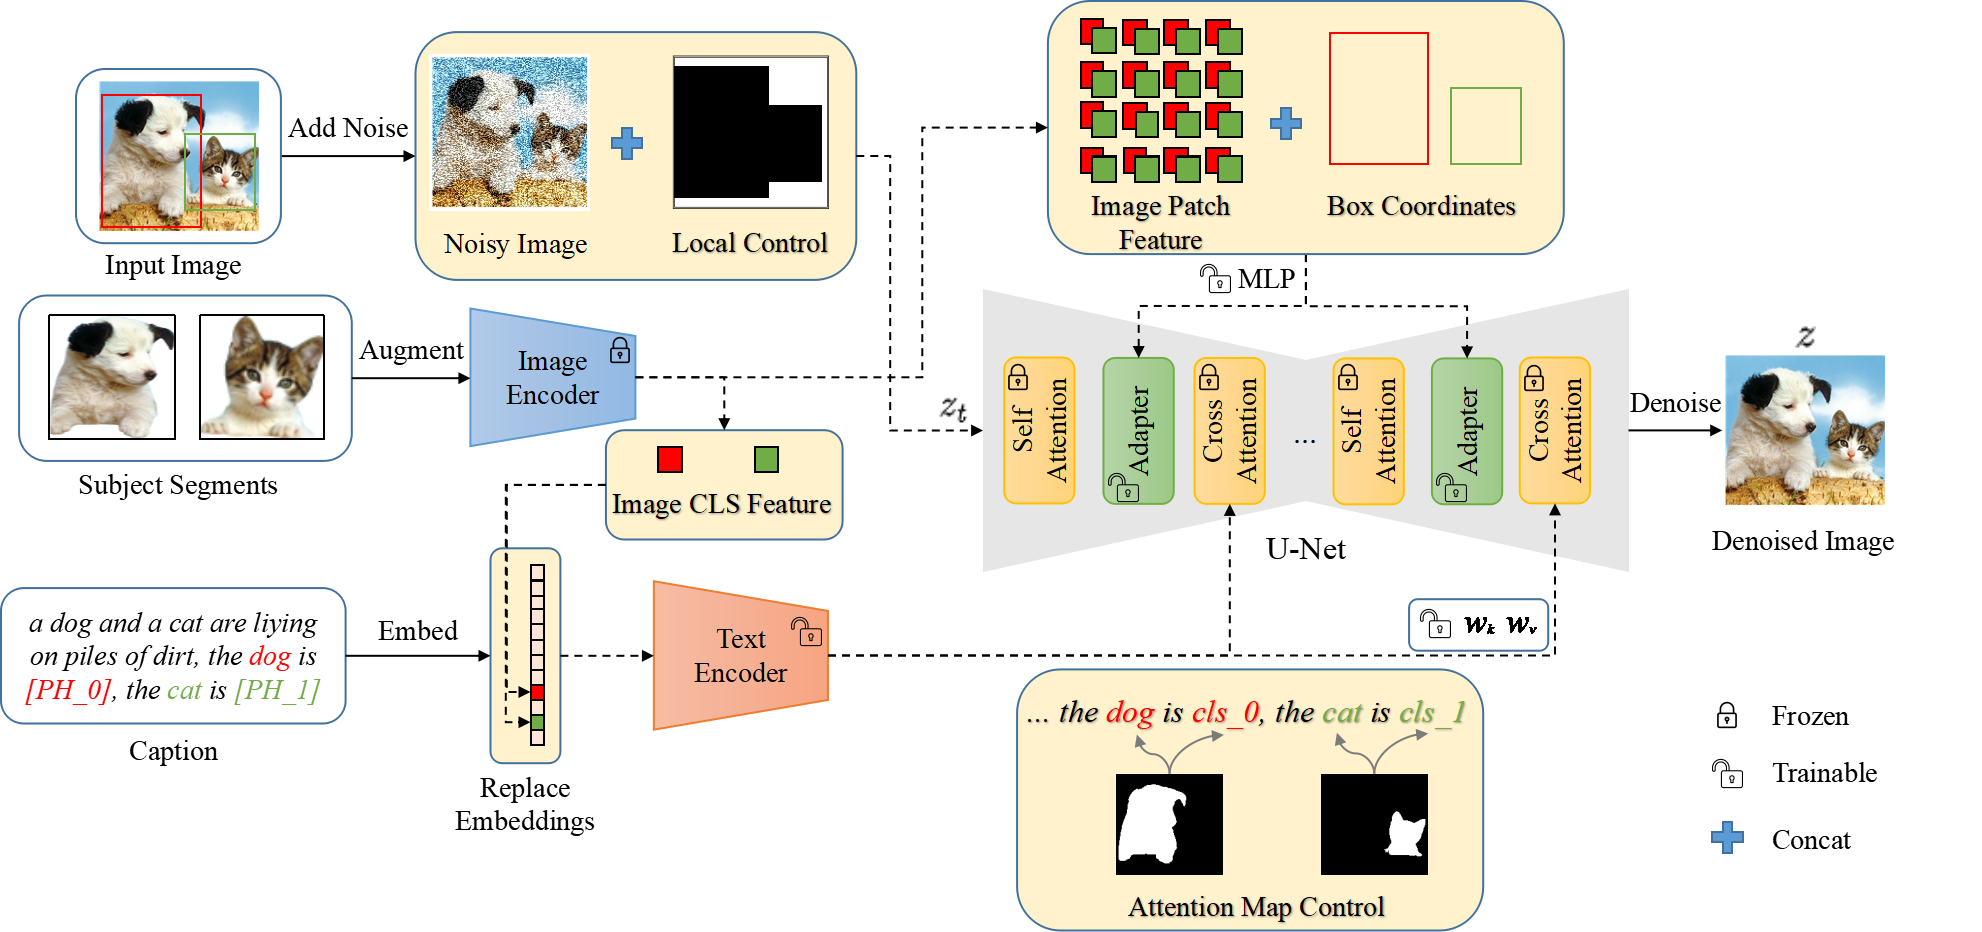 Input Image
Add Noise
Noisy Image
Local Control
Image Patch
Feature
Box Coordinates
MLP
Subject Segments
Augment
Image
Encoder
Image CLS Feature
z_t
Self
Attention
Adapter
Cross
Attention
...
Self
Attention
Adapter
Cross
Attention
U-Net
Denoise
z
Denoised Image
a dog and a cat are liying
on piles of dirt, the dog is
[PH_0], the cat is [PH_1]
Caption
Embed
Replace
Embeddings
Text
Encoder
W_k W_v
... the dog is cls_0, the cat is cls_1
Attention Map Control
Frozen
Trainable
Concat